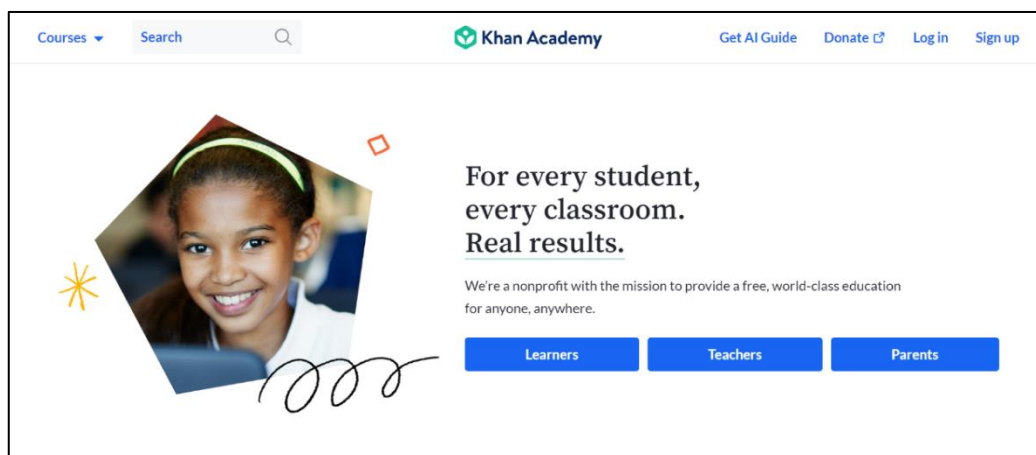 Courses
Search
Khan Academy
Get AI Guide
Donate
Log in
Sign up
For every student,
every classroom.
Real results.
We’re a nonprofit with the mission to provide a free, world-class education
for anyone, anywhere.
Learners
Teachers
Parents